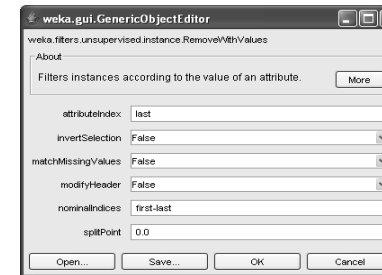 weka.gui.GenericObjectEditor
weka.filters.unsupervised.instance.RemoveWithValues
About
Filters instances according to the value of an attribute.
More
attributeIndex last
invertSelection False
matchMissingValues False
modifyHeader False
nominalIndices first-last
splitPoint 0.0
Open... Save... OK Cancel